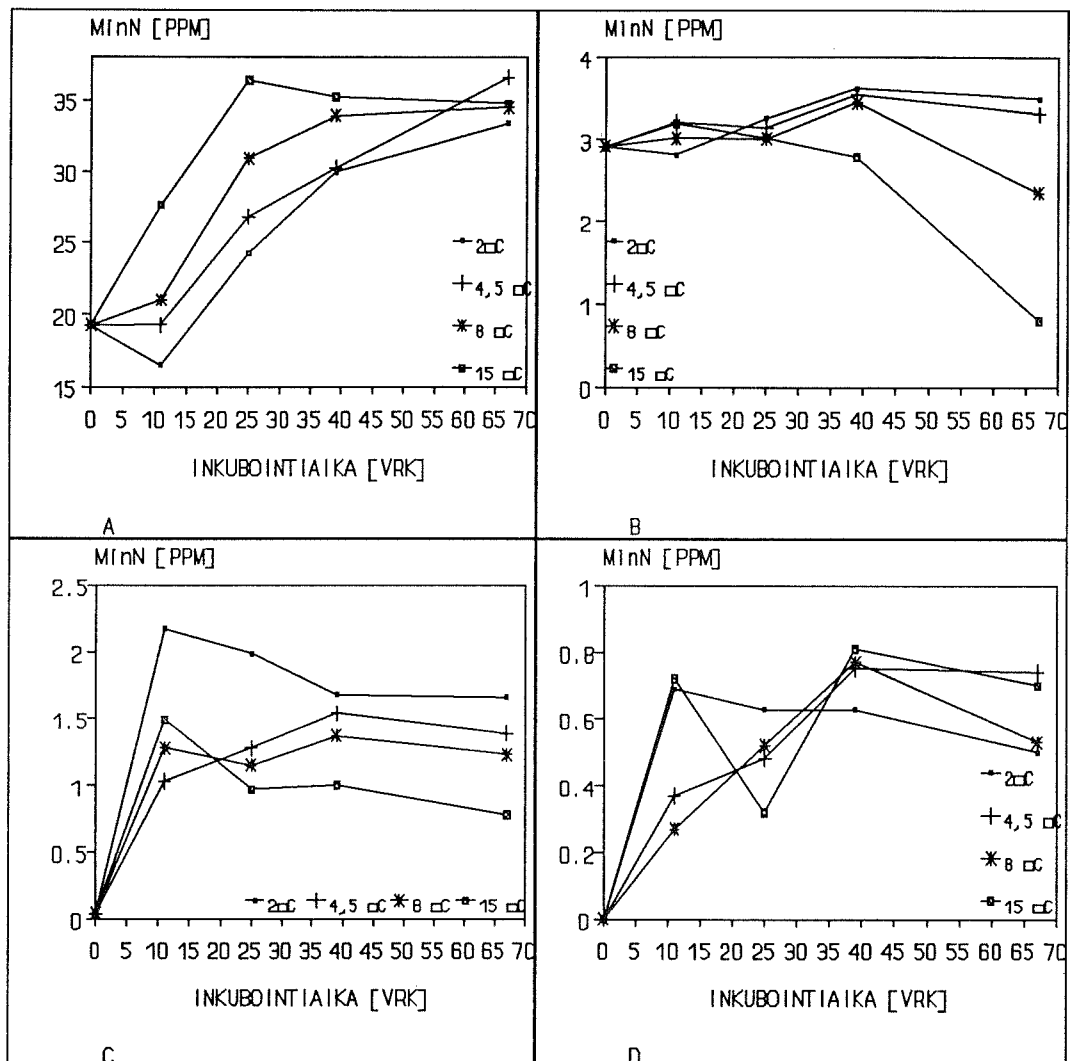 MinN [PPM]
35
30
25
20
15
0 5 10 15 20 25 30 35 40 45 50 55 60 65 70
INKUBOINTIAIKA [VRK]
2□C
4,5 □C
8 □C
15 □C
A
MinN [PPM]
4
3
2
1
0
0 5 10 15 20 25 30 35 40 45 50 55 60 65 70
INKUBOINTIAIKA [VRK]
2□C
4,5 □C
8 □C
15 □C
B
MinN [PPM]
2.5
2
1.5
1
0.5
0
0 5 10 15 20 25 30 35 40 45 50 55 60 65 70
2□C 4,5 □C 8 □C 15 □C
INKUBOINTIAIKA [VRK]
C
MinN [PPM]
1
0.8
0.6
0.4
0.2
0
0 5 10 15 20 25 30 35 40 45 50 55 60 65 70
INKUBOINTIAIKA [VRK]
2□C
4,5 □C
8 □C
15 □C
D